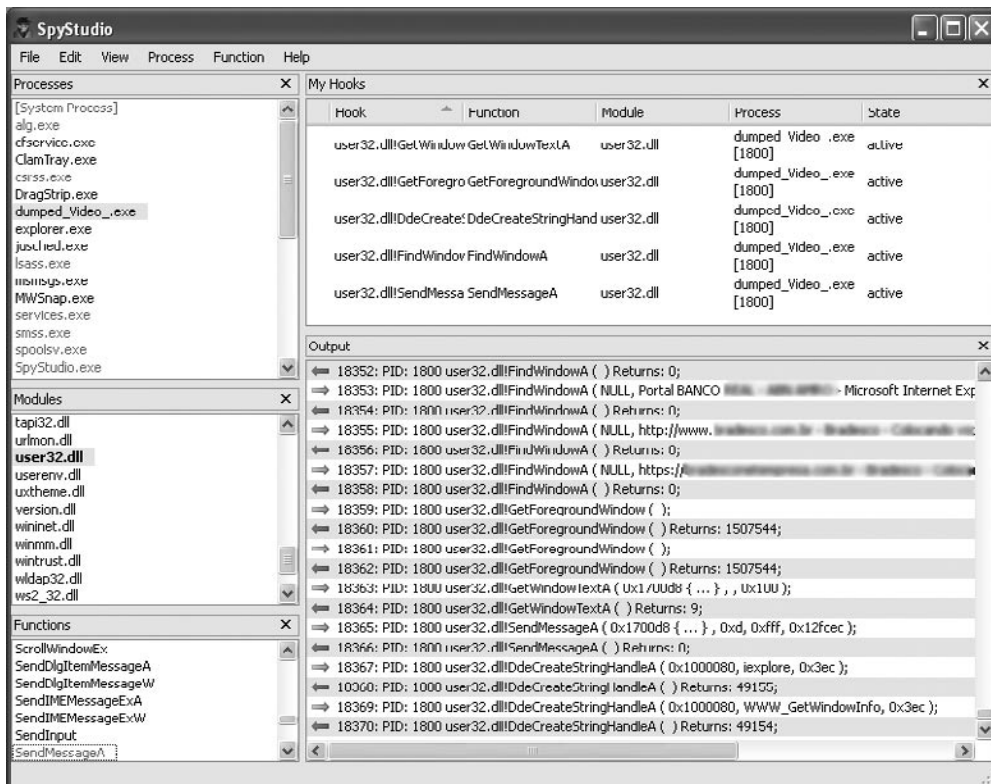 SpyStudio
File Edit View Process Function Help
Processes
[System Process]
alg.exe
cfservice.exe
ClamTray.exe
csrss.exe
DragStrip.exe
dumped_Video_.exe
explorer.exe
jusched.exe
lsass.exe
msmsgs.exe
MWSnap.exe
services.exe
smss.exe
spoolsv.exe
SpyStudio.exe
Modules
tapi32.dll
urlmon.dll
user32.dll
userenv.dll
uxtheme.dll
version.dll
wininet.dll
winmm.dll
wintrust.dll
wldap32.dll
ws2_32.dll
Functions
ScrollWindowEx
SendDlgItemMessageA
SendDlgItemMessageW
SendIMEMessageExA
SendIMEMessageExW
SendInput
SendMessageA
My Hooks
Hook Function Module Process State
user32.dll!GetWindow GetWindowTextA user32.dll dumped_Video_.exe [1800] active
user32.dll!GetForegro GetForegroundWindow user32.dll dumped_Video_.exe [1800] active
user32.dll!DdeCreateS DdeCreateStringHand user32.dll dumped_Video_.exe [1800] active
user32.dll!FindWindow FindWindowA user32.dll dumped_Video_.exe [1800] active
user32.dll!SendMessa SendMessageA user32.dll dumped_Video_.exe [1800] active
Output
18352: PID: 1800 user32.dll!FindWindowA ( ) Returns: 0;
18353: PID: 1800 user32.dll!FindWindowA ( NULL, Portal BANCO - Microsoft Internet Exp
18354: PID: 1800 user32.dll!FindWindowA ( ) Returns: 0;
18355: PID: 1800 user32.dll!FindWindowA ( NULL, http://www.
18356: PID: 1800 user32.dll!FindWindowA ( ) Returns: 0;
18357: PID: 1800 user32.dll!FindWindowA ( NULL, https://
18358: PID: 1800 user32.dll!FindWindowA ( ) Returns: 0;
18359: PID: 1800 user32.dll!GetForegroundWindow ( );
18360: PID: 1800 user32.dll!GetForegroundWindow ( ) Returns: 1507544;
18361: PID: 1800 user32.dll!GetForegroundWindow ( );
18362: PID: 1800 user32.dll!GetForegroundWindow ( ) Returns: 1507544;
18363: PID: 1800 user32.dll!GetWindowTextA ( 0x1700d8 { ... } , , 0x100 );
18364: PID: 1800 user32.dll!GetWindowTextA ( ) Returns: 9;
18365: PID: 1800 user32.dll!SendMessageA ( 0x1700d8 { ... } , 0xd, 0xfff, 0x12fcec );
18366: PID: 1800 user32.dll!SendMessageA ( ) Returns: 0;
18367: PID: 1800 user32.dll!DdeCreateStringHandleA ( 0x1000080, iexplore, 0x3ec );
18368: PID: 1800 user32.dll!DdeCreateStringHandleA ( ) Returns: 49155;
18369: PID: 1800 user32.dll!DdeCreateStringHandleA ( 0x1000080, WWW_GetWindowInfo, 0x3ec );
18370: PID: 1800 user32.dll!DdeCreateStringHandleA ( ) Returns: 49154;